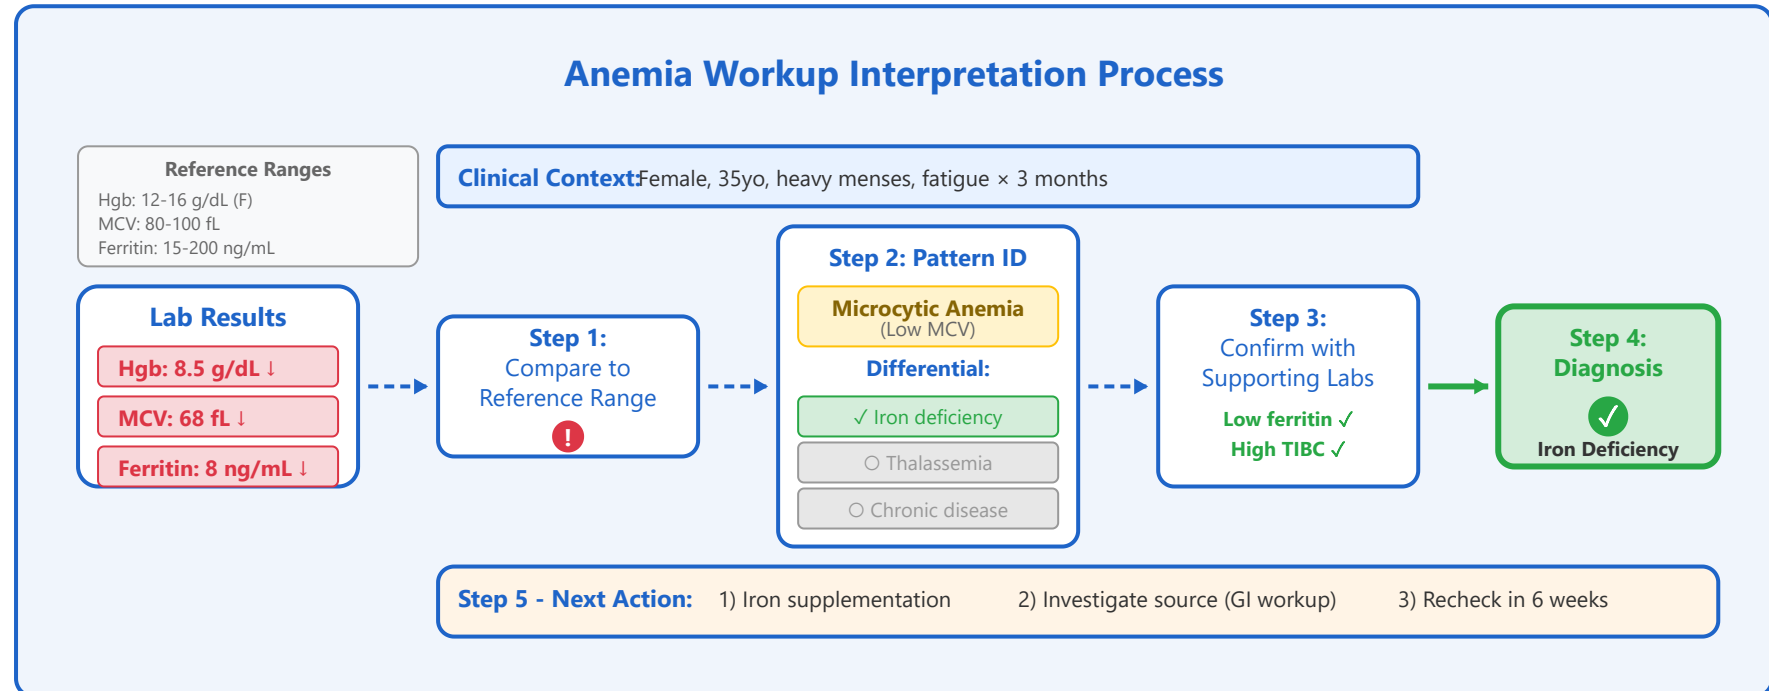 Anemia Workup Interpretation Process
Reference Ranges
Hgb: 12-16 g/dL (F)
MCV: 80-100 fL
Ferritin: 15-200 ng/mL
Clinical Context:Female, 35yo, heavy menses, fatigue × 3 months
Lab Results
Hgb: 8.5 g/dL ↓
MCV: 68 fL ↓
Ferritin: 8 ng/mL ↓
Step 1:
Compare to
Reference Range
!
Step 2: Pattern ID
Microcytic Anemia
(Low MCV)
Differential:
✓ Iron deficiency
○ Thalassemia
○ Chronic disease
Step 3:
Confirm with
Supporting Labs
Low ferritin ✓
High TIBC ✓
Step 4:
Diagnosis
✓
Iron Deficiency
Step 5 - Next Action: 1) Iron supplementation 2) Investigate source (GI workup) 3) Recheck in 6 weeks